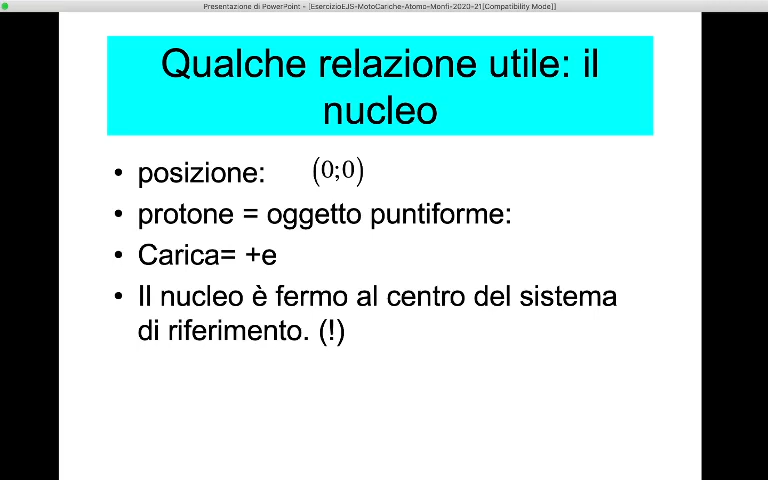 Presentazione di PowerPoint - [EsercizioEJS-MotoCariche-Atomo-Monfi-2020-21[Compatibility Mode]]
Qualche relazione utile: il
nucleo
• posizione: (0;0)
• protone = oggetto puntiforme:
• Carica= +e
• Il nucleo è fermo al centro del sistema
di riferimento. (!)